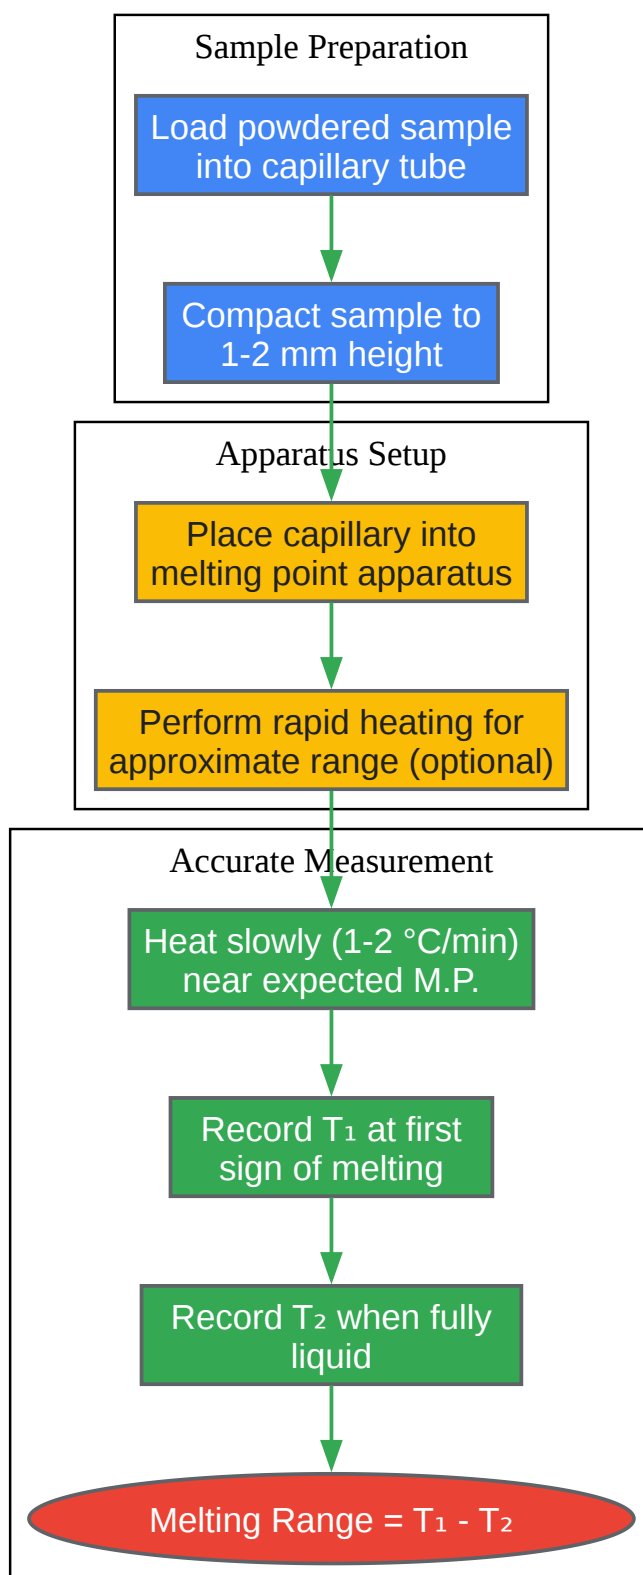 Sample Preparation
Load powdered sample
into capillary tube
Compact sample to
1-2 mm height
Apparatus Setup
Place capillary into
melting point apparatus
Perform rapid heating for
approximate range (optional)
Accurate Measurement
Heat slowly (1-2 °C/min)
near expected M.P.
Record T₁ at first
sign of melting
Record T₂ when fully
liquid
Melting Range = T₁ - T₂